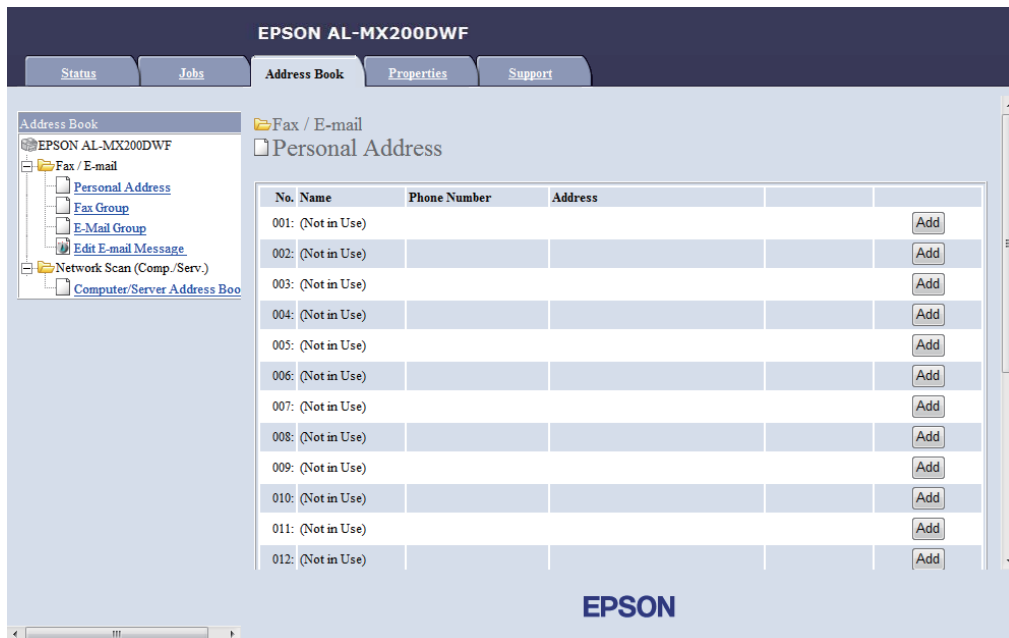 EPSON AL-MX200DWF
Status Jobs Address Book Properties Support
Address Book
EPSON AL-MX200DWF
Fax / E-mail
Personal Address
Fax Group
E-Mail Group
Edit E-mail Message
Network Scan (Comp./Serv.)
Computer/Server Address Boo
Fax / E-mail
Personal Address
No. Name Phone Number Address
001: (Not in Use) Add
002: (Not in Use) Add
003: (Not in Use) Add
004: (Not in Use) Add
005: (Not in Use) Add
006: (Not in Use) Add
007: (Not in Use) Add
008: (Not in Use) Add
009: (Not in Use) Add
010: (Not in Use) Add
011: (Not in Use) Add
012: (Not in Use) Add
EPSON